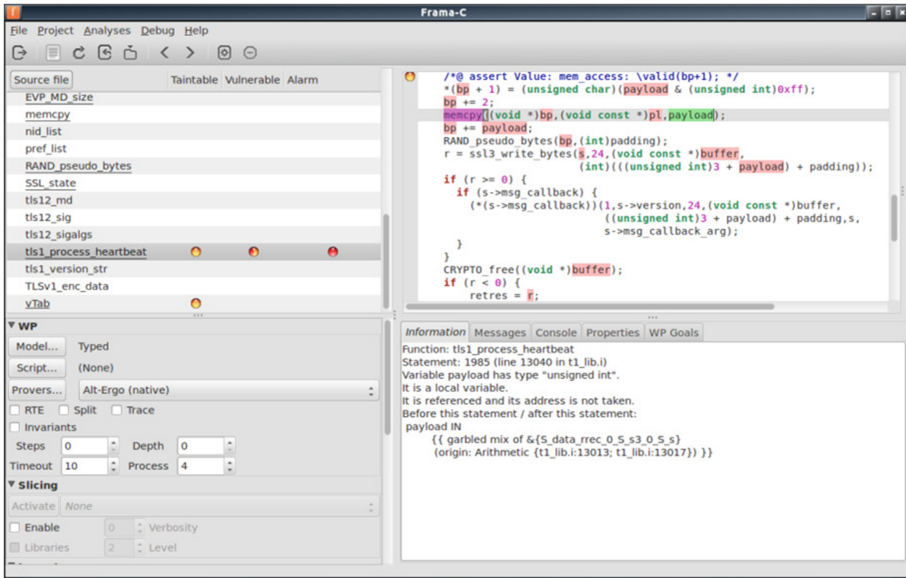 Frama-C
File Project Analyses Debug Help
Source file Taintable Vulnerable Alarm
EVP_MD_size
memcpy
nid_list
pref_list
RAND_pseudo_bytes
SSL_state
tls12_md
tls12_sig
tls12_sigalgs
tls1_process_heartbeat
tls1_version_str
TLSv1_enc_data
vTab
WP
Model... Typed
Script... (None)
Provers... Alt-Ergo (native)
RTE Split Trace
Invariants
Steps 0 Depth 0
Timeout 10 Process 4
Slicing
Activate None
Enable 0 Verbosity
Libraries 2 Level
/*@ assert Value: mem_access: \valid(bp+1); */
*(bp + 1) = (unsigned char)(payload & (unsigned int)0xff);
bp += 2;
memcpy((void *)bp,(void const *)pl,payload);
bp += payload;
RAND_pseudo_bytes(bp,(int)padding);
r = ssl3_write_bytes(s,24,(void const *)buffer,
(int)(((unsigned int)3 + payload) + padding));
if (r >= 0) {
if (s->msg_callback) {
(*(s->msg_callback))(1,s->version,24,(void const *)buffer,
((unsigned int)3 + payload) + padding,s,
s->msg_callback_arg);
}
}
CRYPTO_free((void *)buffer);
if (r < 0) {
retres = r;
Information Messages Console Properties WP Goals
Function: tls1_process_heartbeat
Statement: 1985 (line 13040 in t1_lib.i)
Variable payload has type "unsigned int".
It is a local variable.
It is referenced and its address is not taken.
Before this statement / after this statement:
payload IN
{{ garbled mix of &{S_data_rrec_0_S_s3_0_S_s}
(origin: Arithmetic {t1_lib.i:13013; t1_lib.i:13017}) }}